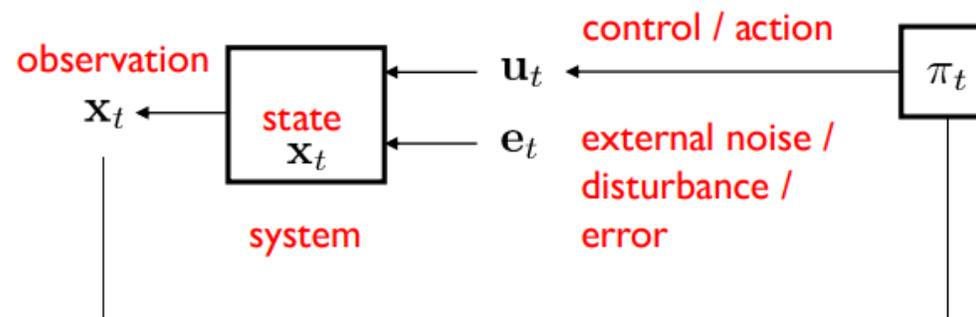 control / action
observation
u_t
π_t
x_t
state
x_t
e_t
external noise /
disturbance /
error
system